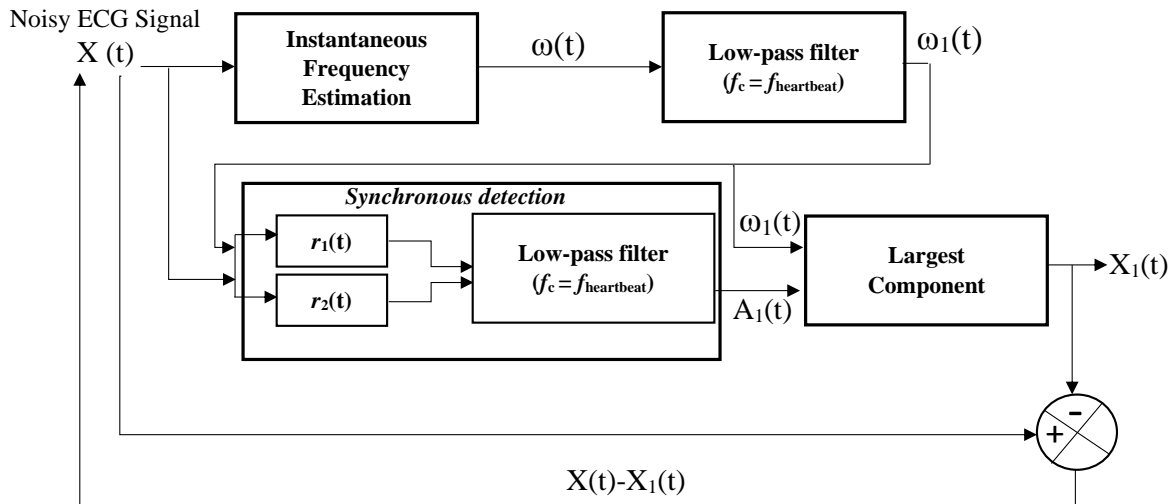 Noisy ECG Signal
X (t)
Instantaneous
Frequency
Estimation
ω(t)
Low-pass filter
(fc = fheartbeat)
ω1(t)
Synchronous detection
r1(t)
r2(t)
Low-pass filter
(fc = fheartbeat)
ω1(t)
A1(t)
Largest
Component
X1(t)
-
+
X(t)-X1(t)